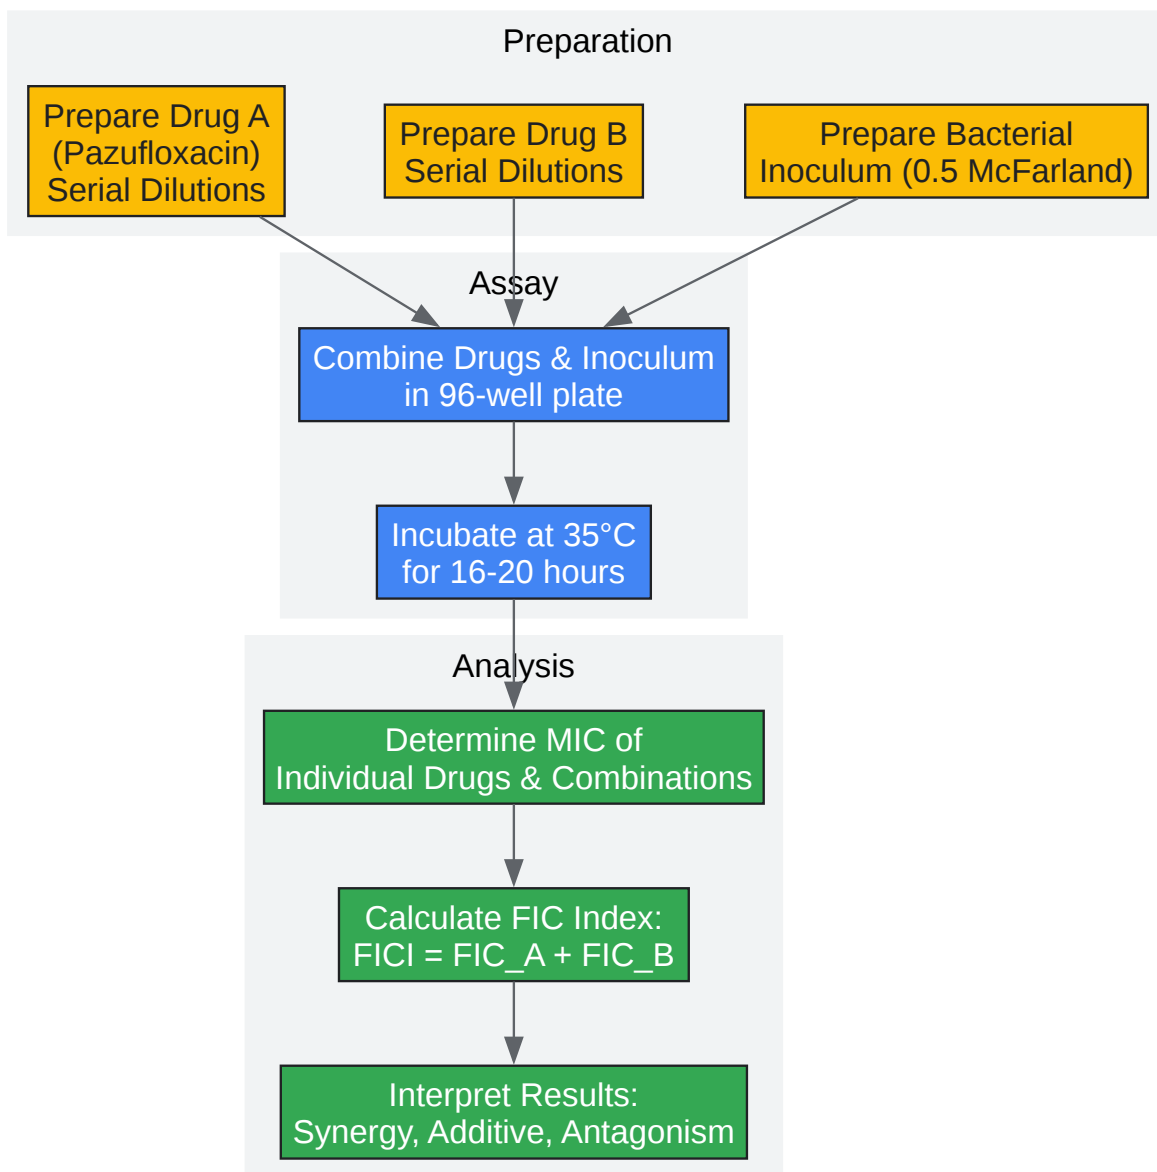 Preparation
Prepare Drug A
(Pazufloxacin)
Serial Dilutions
Prepare Drug B
Serial Dilutions
Prepare Bacterial
Inoculum (0.5 McFarland)
Assay
Combine Drugs & Inoculum
in 96-well plate
Incubate at 35°C
for 16-20 hours
Analysis
Determine MIC of
Individual Drugs & Combinations
Calculate FIC Index:
FICI = FIC_A + FIC_B
Interpret Results:
Synergy, Additive, Antagonism